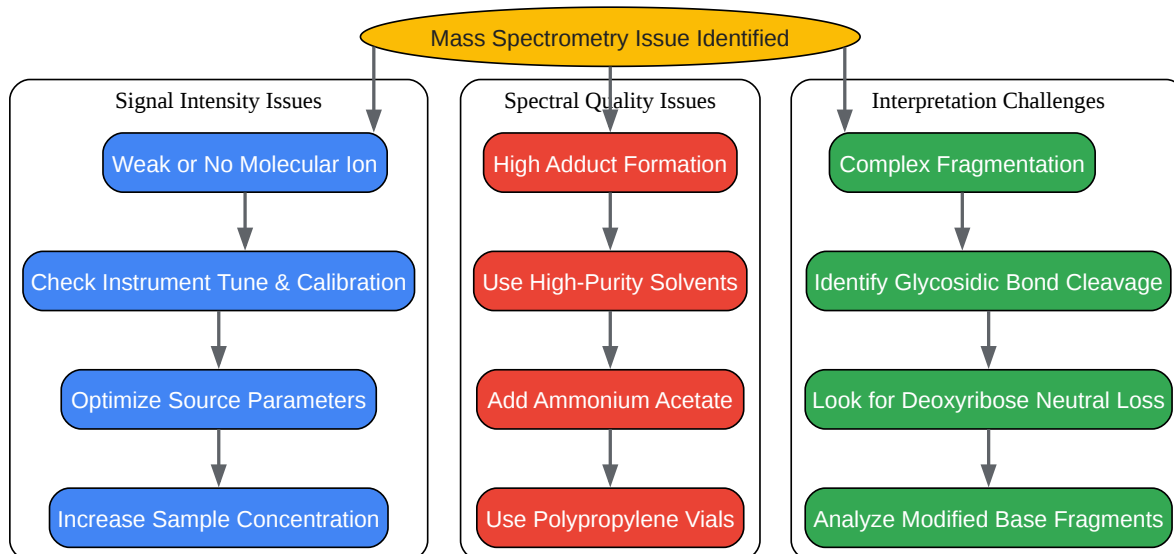 Mass Spectrometry Issue Identified
Signal Intensity Issues
Weak or No Molecular Ion
Check Instrument Tune & Calibration
Optimize Source Parameters
Increase Sample Concentration
Spectral Quality Issues
High Adduct Formation
Use High-Purity Solvents
Add Ammonium Acetate
Use Polypropylene Vials
Interpretation Challenges
Complex Fragmentation
Identify Glycosidic Bond Cleavage
Look for Deoxyribose Neutral Loss
Analyze Modified Base Fragments